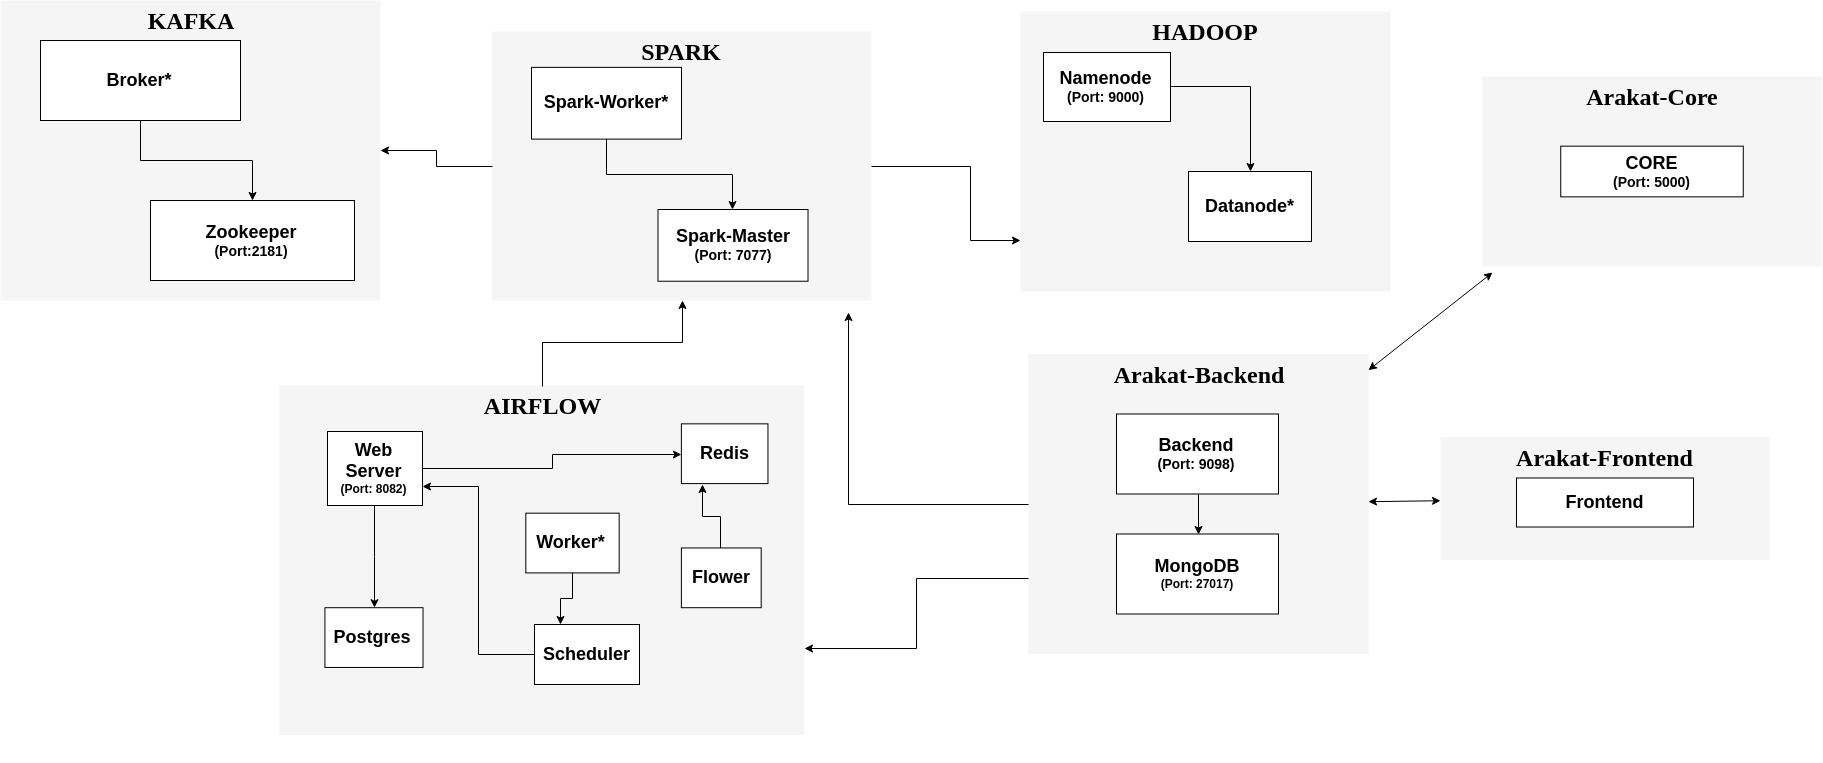 KAFKA
Broker*
Zookeeper
(Port:2181)
SPARK
Spark-Worker*
Spark-Master
(Port: 7077)
HADOOP
Namenode
(Port: 9000)
Datanode*
Arakat-Core
CORE
(Port: 5000)
AIRFLOW
Web
Server
(Port: 8082)
Redis
Worker*
Flower
Postgres
Scheduler
Arakat-Backend
Backend
(Port: 9098)
MongoDB
(Port: 27017)
Arakat-Frontend
Frontend